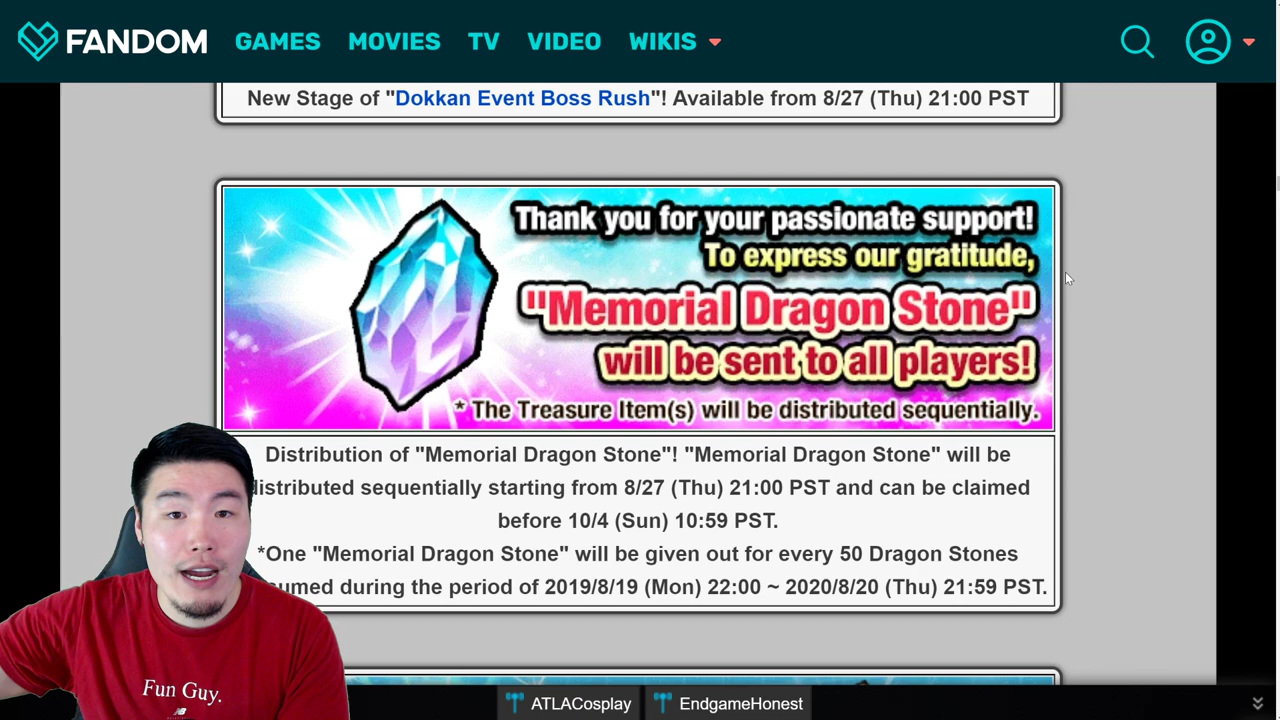 FANDOM GAMES MOVIES TV VIDEO WIKIS
New Stage of "Dokkan Event Boss Rush"! Available from 8/27 (Thu) 21:00 PST
Thank you for your passionate support!
To express our gratitude,
"Memorial Dragon Stone"
will be sent to all players!
* The Treasure Item(s) will be distributed sequentially.
Distribution of "Memorial Dragon Stone"! "Memorial Dragon Stone" will be
istributed sequentially starting from 8/27 (Thu) 21:00 PST and can be claimed
before 10/4 (Sun) 10:59 PST.
*One "Memorial Dragon Stone" will be given out for every 50 Dragon Stones
umed during the period of 2019/8/19 (Mon) 22:00 ~ 2020/8/20 (Thu) 21:59 PST.
Fun Guy.
ATLACosplay EndgameHonest